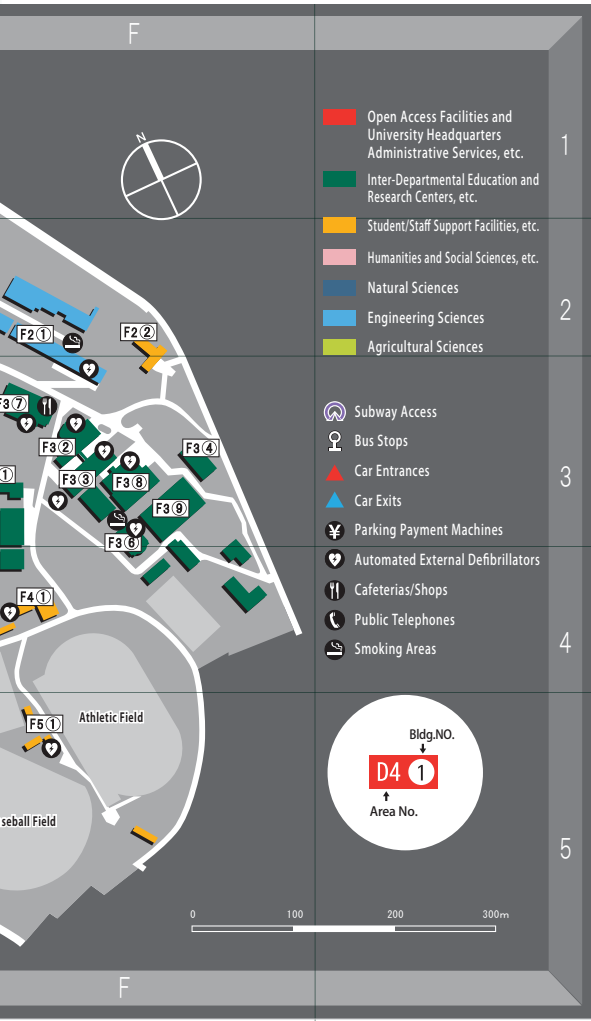 F
N
Open Access Facilities and
University Headquarters
Administrative Services, etc.
1
Inter-Departmental Education and
Research Centers, etc.
Student/Staff Support Facilities, etc.
Humanities and Social Sciences, etc.
Natural Sciences
2
Engineering Sciences
Agricultural Sciences
F2①
F2②
F3⑦
F3②
F3④
①
F3③
F3⑧
F3⑨
F3⑥
Subway Access
Bus Stops
Car Entrances
3
Car Exits
¥ Parking Payment Machines
Automated External Defibrillators
Cafeterias/Shops
Public Telephones
4
Smoking Areas
F4①
F5①
Athletic Field
seball Field
Bldg.NO.
D4 1
Area No.
5
0 100 200 300m
F